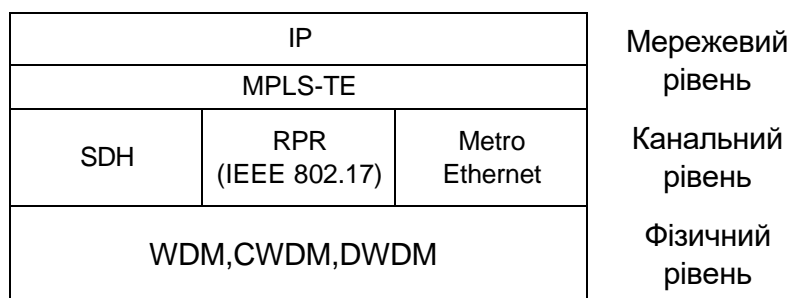 IP
Мережевий
рівень
MPLS-TE
SDH
RPR
(IEEE 802.17)
Metro
Ethernet
Канальний
рівень
WDM,CWDM,DWDM
Фізичний
рівень